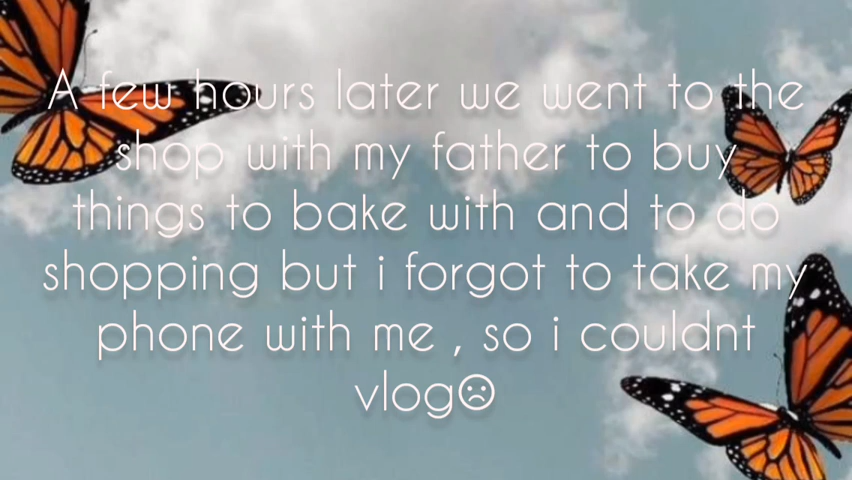 A few hours later we went to the
shop with my father to buy
things to bake with and to do
shopping but i forgot to take my
phone with me , so i couldnt
vlog☹